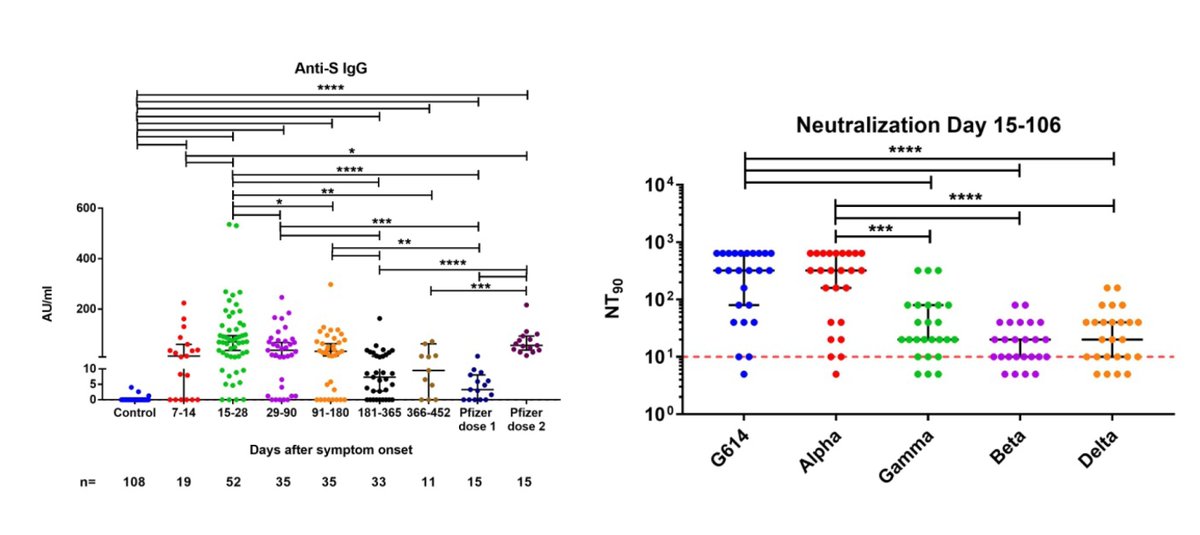 Anti-S IgG
****
*
****
**
*
***
**
****
***
600
400
200
10
5
0
AU/ml
Control 7-14 15-28 29-90 91-180 181-365 366-452 Pfizer dose 1 Pfizer dose 2
Days after symptom onset
n= 108 19 52 35 35 33 11 15 15
Neutralization Day 15-106
****
****
***
10⁴
10³
10²
10¹
10⁰
NT₉₀
G614 Alpha Gamma Beta Delta